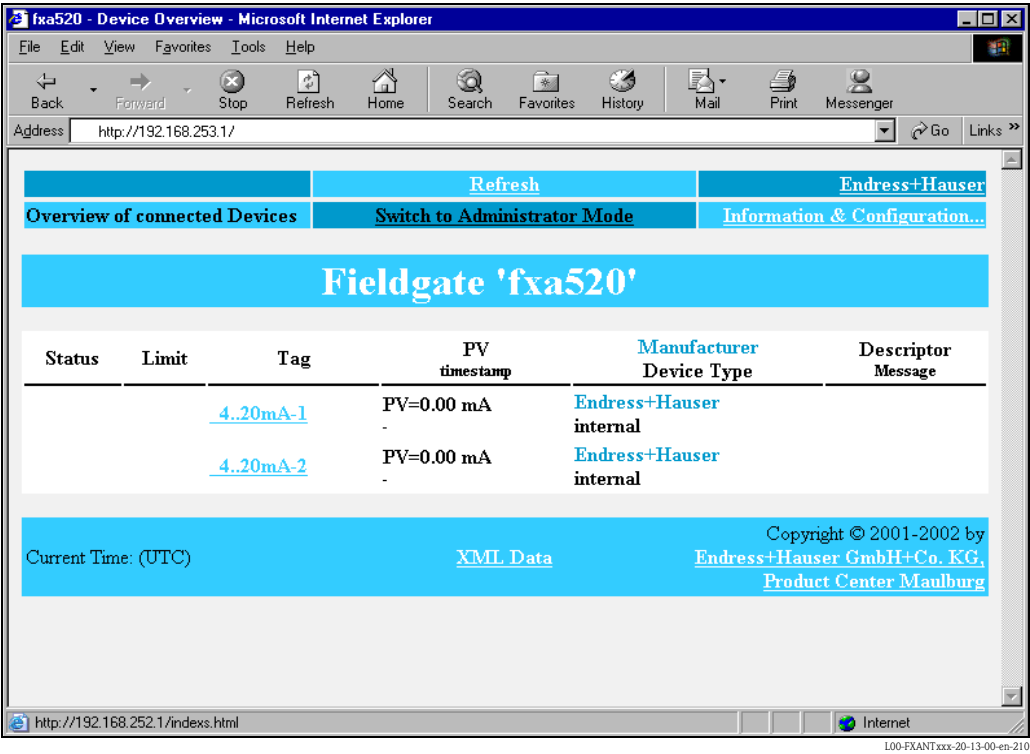 fxa520 - Device Overview - Microsoft Internet Explorer
File Edit View Favorites Tools Help
Back Forward Stop Refresh Home Search Favorites History Mail Print Messenger
Address http://192.168.253.1/ Go Links »
Refresh Endress+Hauser
Overview of connected Devices Switch to Administrator Mode Information & Configuration...
Fieldgate 'fxa520'
Status Limit Tag PV Manufacturer Descriptor
timestamp Device Type Message
4..20mA-1 PV=0.00 mA Endress+Hauser
- internal
4..20mA-2 PV=0.00 mA Endress+Hauser
- internal
Copyright © 2001-2002 by
Current Time: (UTC) XML Data Endress+Hauser GmbH+Co. KG,
Product Center Maulburg
http://192.168.252.1/indexs.html Internet
L00-FXANTxxx-20-13-00-en-210